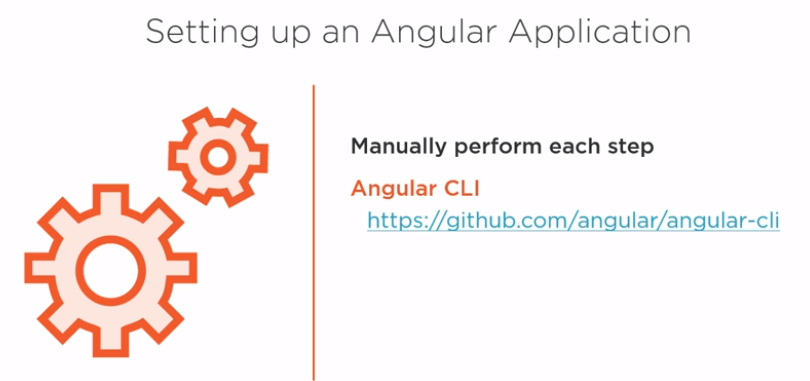 Setting up an Angular Application
Manually perform each step
Angular CLI
https://github.com/angular/angular-cli